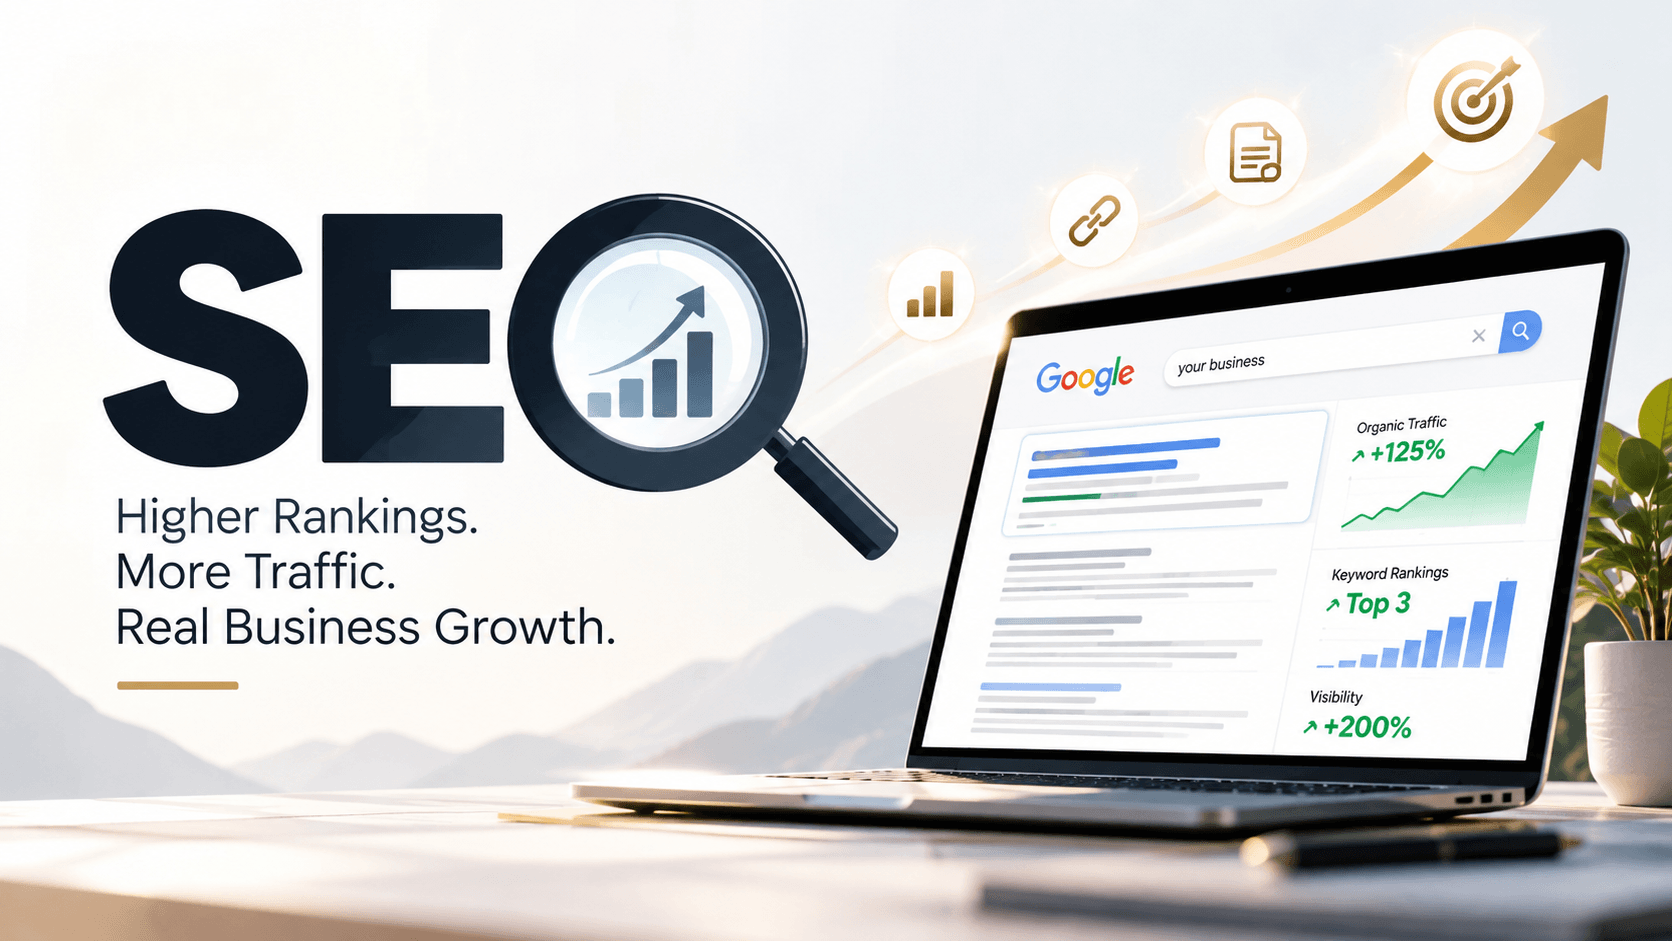 SEO
Higher Rankings.
More Traffic.
Real Business Growth.
Google
your business
Organic Traffic
+125%
Keyword Rankings
Top 3
Visibility
+200%